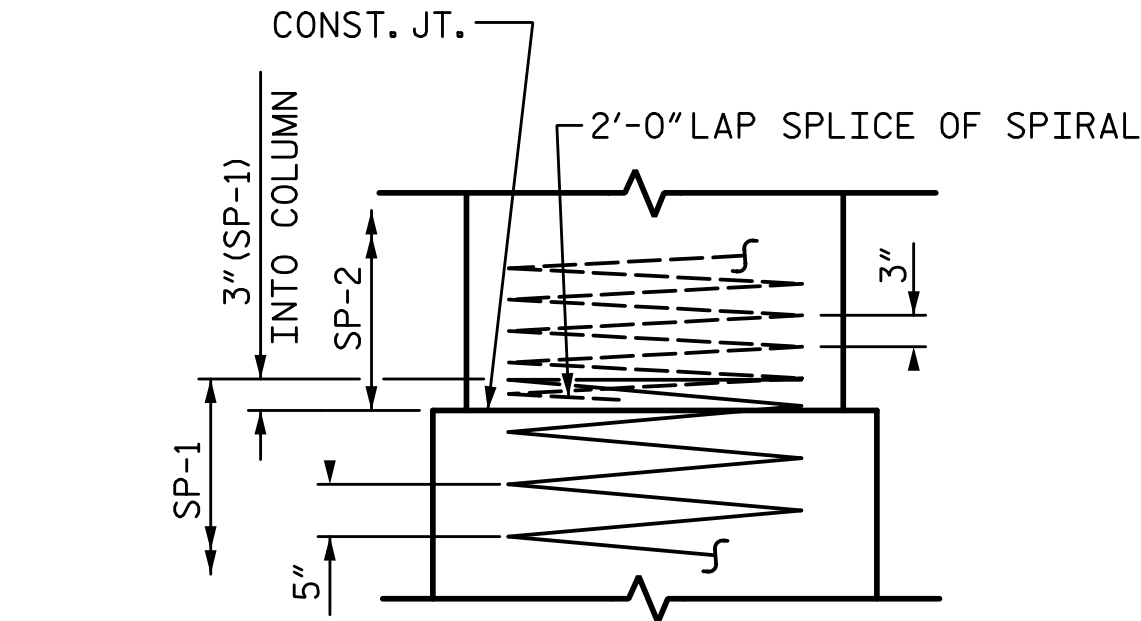 CONST. JT.
2'-0" LAP SPLICE OF SPIRAL
3" (SP-1)
INTO COLUMN
SP-2
3"
SP-1
5"